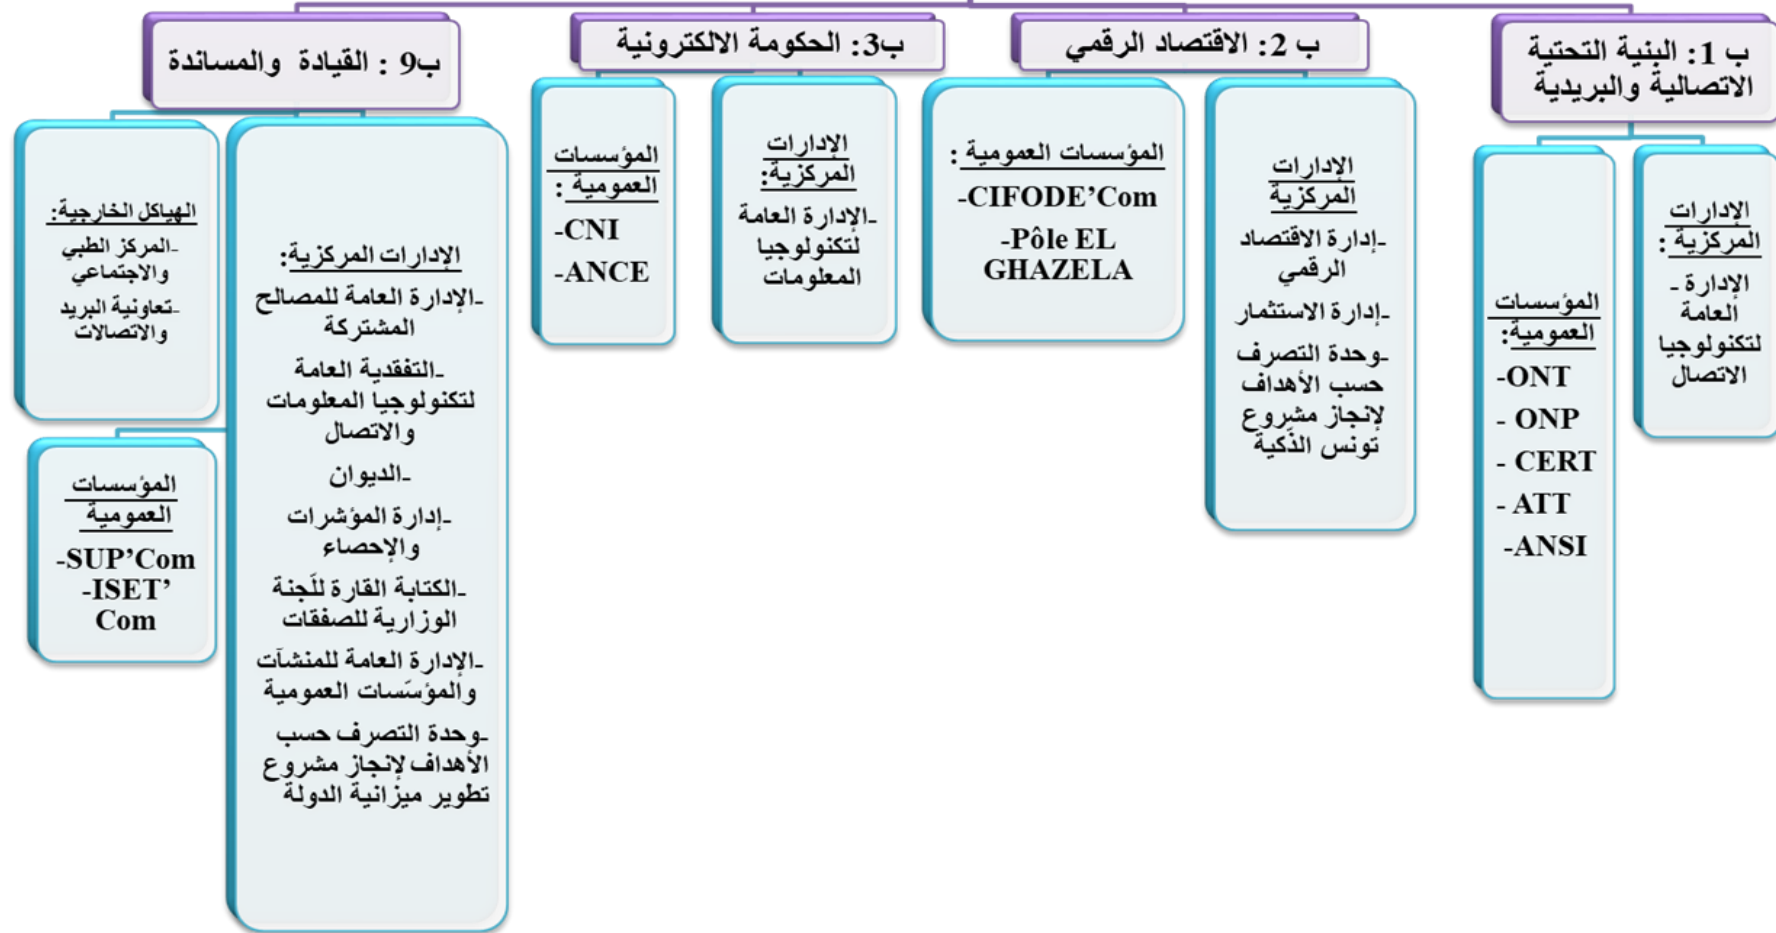 ب 1: البنية التحتية
الاتصالية والبريدية
الإدارات
المركزية :
الإدارة -
العامة
لتكنولوجيا
الاتصال
المؤسسات
العمومية:
-ONT
- ONP
- CERT
- ATT
-ANSI
ب 2: الاقتصاد الرقمي
الإدارات
المركزية
-إدارة الاقتصاد
الرقمي
-إدارة الاستثمار
-وحدة التصرف
حسب الأهداف
لإنجاز مشروع
تونس الذّكية
المؤسسات العمومية :
-CIFODE’Com
-Pôle EL
GHAZELA
ب3: الحكومة الالكترونية
الإدارات
المركزية:
-الإدارة العامة
لتكنولوجيا
المعلومات
المؤسسات
العمومية :
-CNI
-ANCE
ب9 : القيادة والمساندة
الإدارات المركزية:
-الإدارة العامة للمصالح
المشتركة
-التفقدية العامة
لتكنولوجيا المعلومات
والاتصال
-الديوان
-إدارة المؤشرات
والإحصاء
-الكتابة القارة للّجنة
الوزارية للصفقات
-الإدارة العامة للمنشآت
والمؤسّسات العمومية
-وحدة التصرف حسب
الأهداف لإنجاز مشروع
تطوير ميزانية الدولة
الهياكل الخارجية:
-المركز الطبي
والاجتماعي
-تعاونية البريد
والاتصالات
المؤسسات
العمومية
-SUP’Com
-ISET’
Com